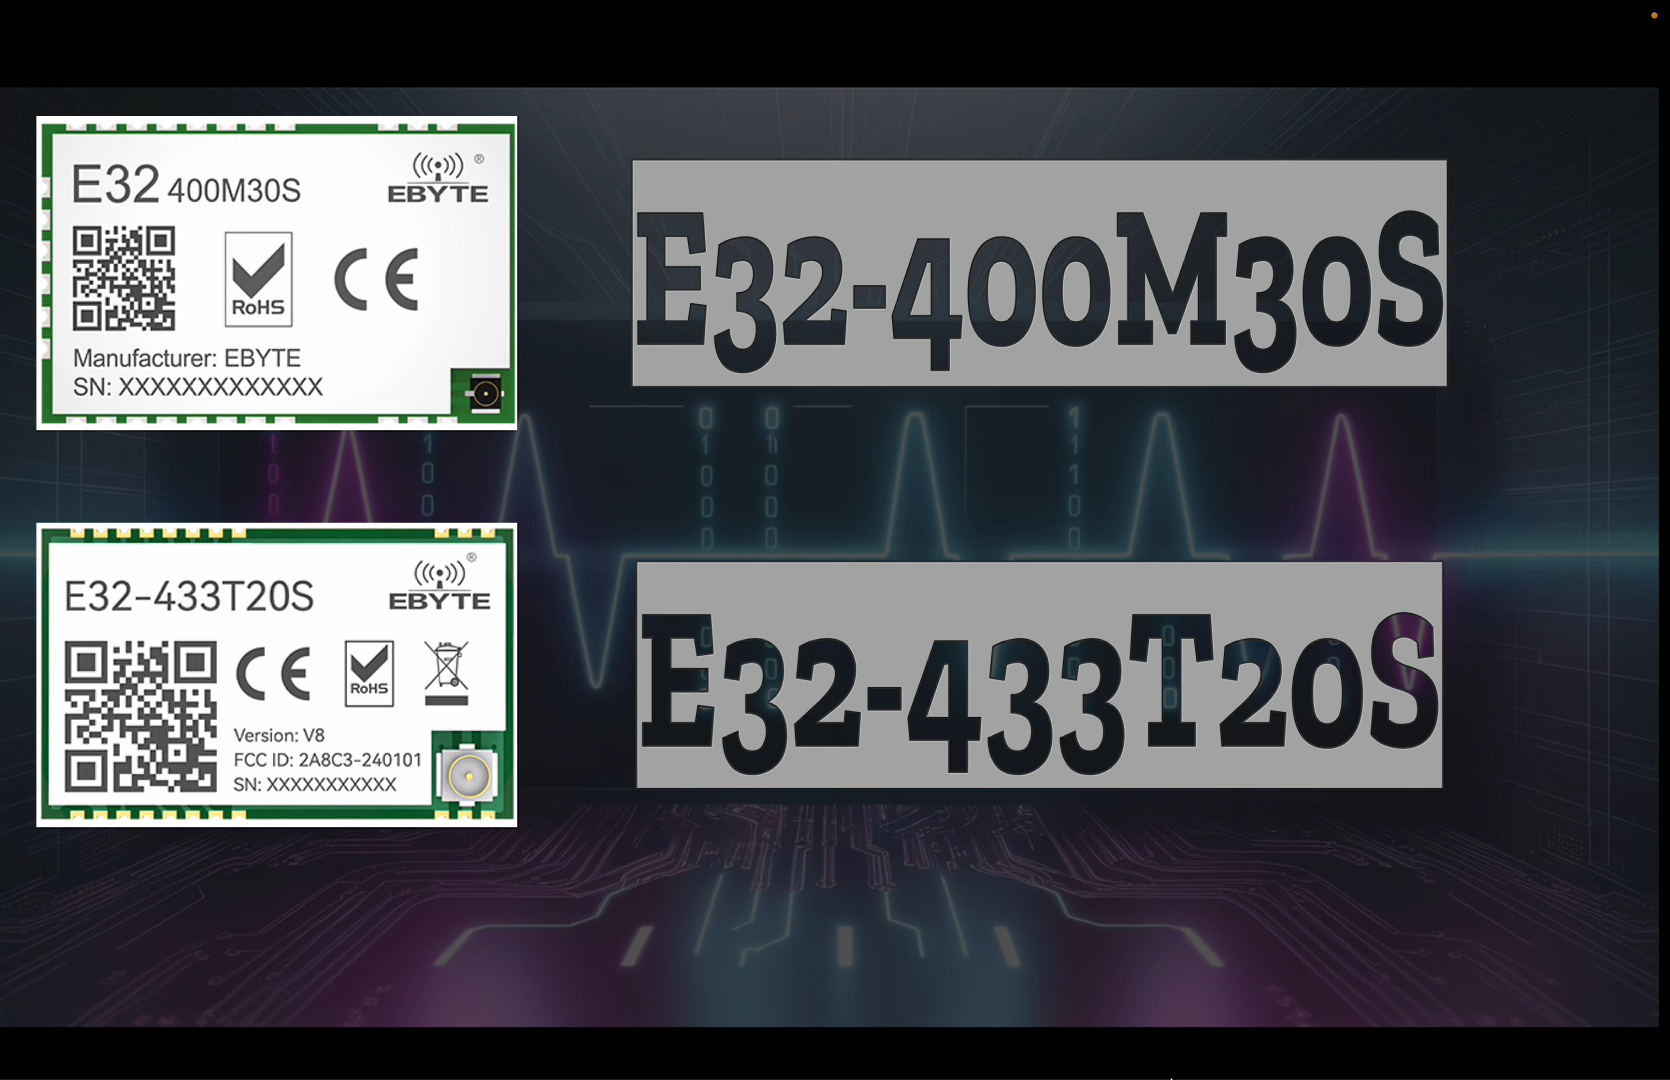 E32 400M30S
EBYTE ®
RoHS
CE
Manufacturer: EBYTE
SN: XXXXXXXXXXXXX
E32-400M30S
E32-433T20S
EBYTE ®
CE
RoHS
Version: V8
FCC ID: 2A8C3-240101
SN: XXXXXXXXXXX
E32-433T20S